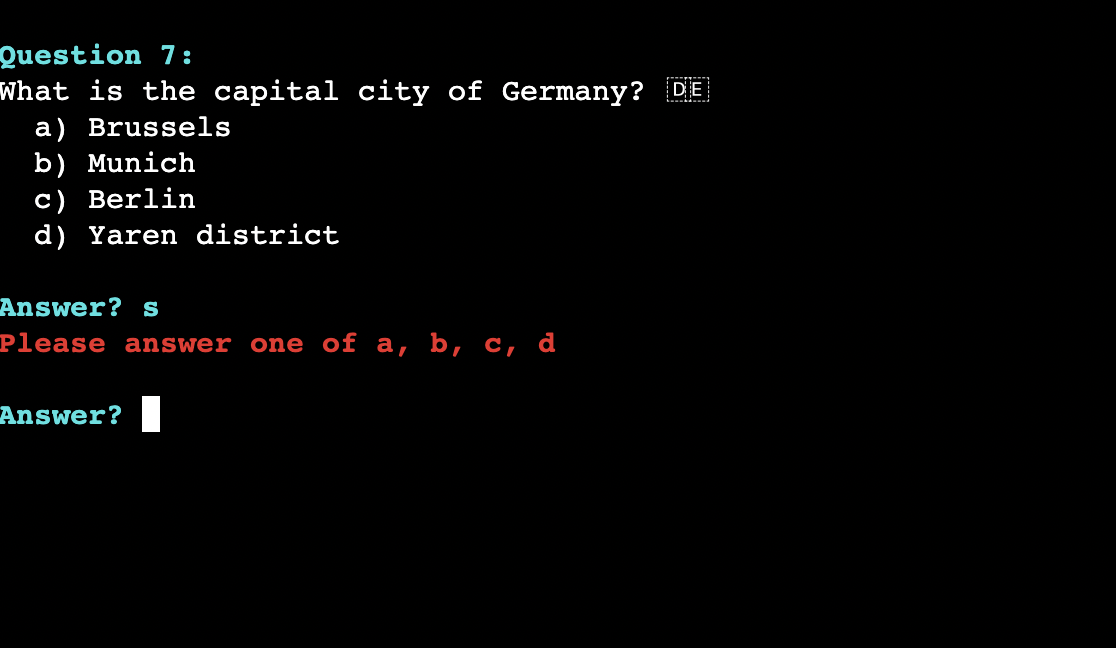 Question 7:
What is the capital city of Germany? 🇩🇪
a) Brussels
b) Munich
c) Berlin
d) Yaren district
Answer? s
Please answer one of a, b, c, d
Answer?